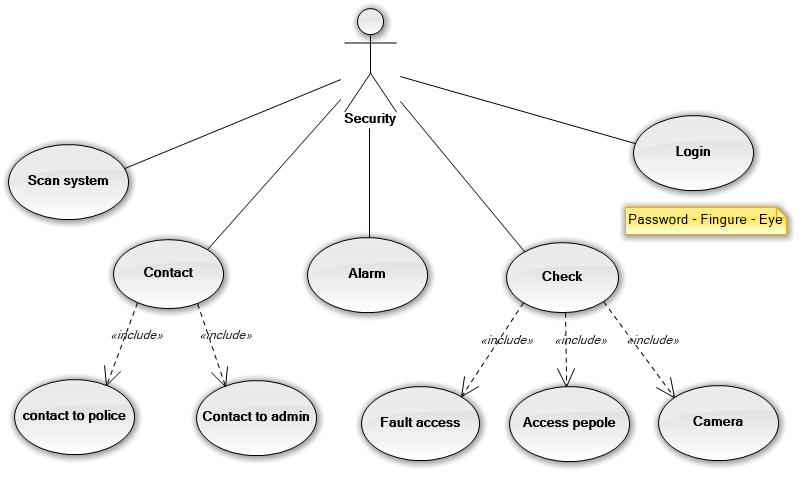 Security
Scan system
Login
Password - Fingure - Eye
Contact
Alarm
Check
«include»
«include»
«include»
«include»
«include»
contact to police
Contact to admin
Fault access
Access pepole
Camera